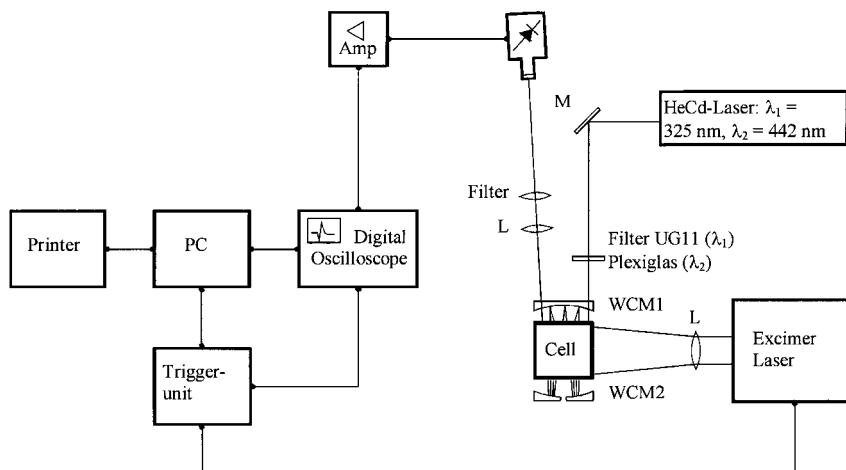 Amp
M
HeCd-Laser: λ₁ =
325 nm, λ₂ = 442 nm
Filter
L
Printer
PC
Digital
Oscilloscope
Filter UG11 (λ₁)
Plexiglas (λ₂)
WCM1
L
Cell
Excimer
Laser
Trigger-
unit
WCM2